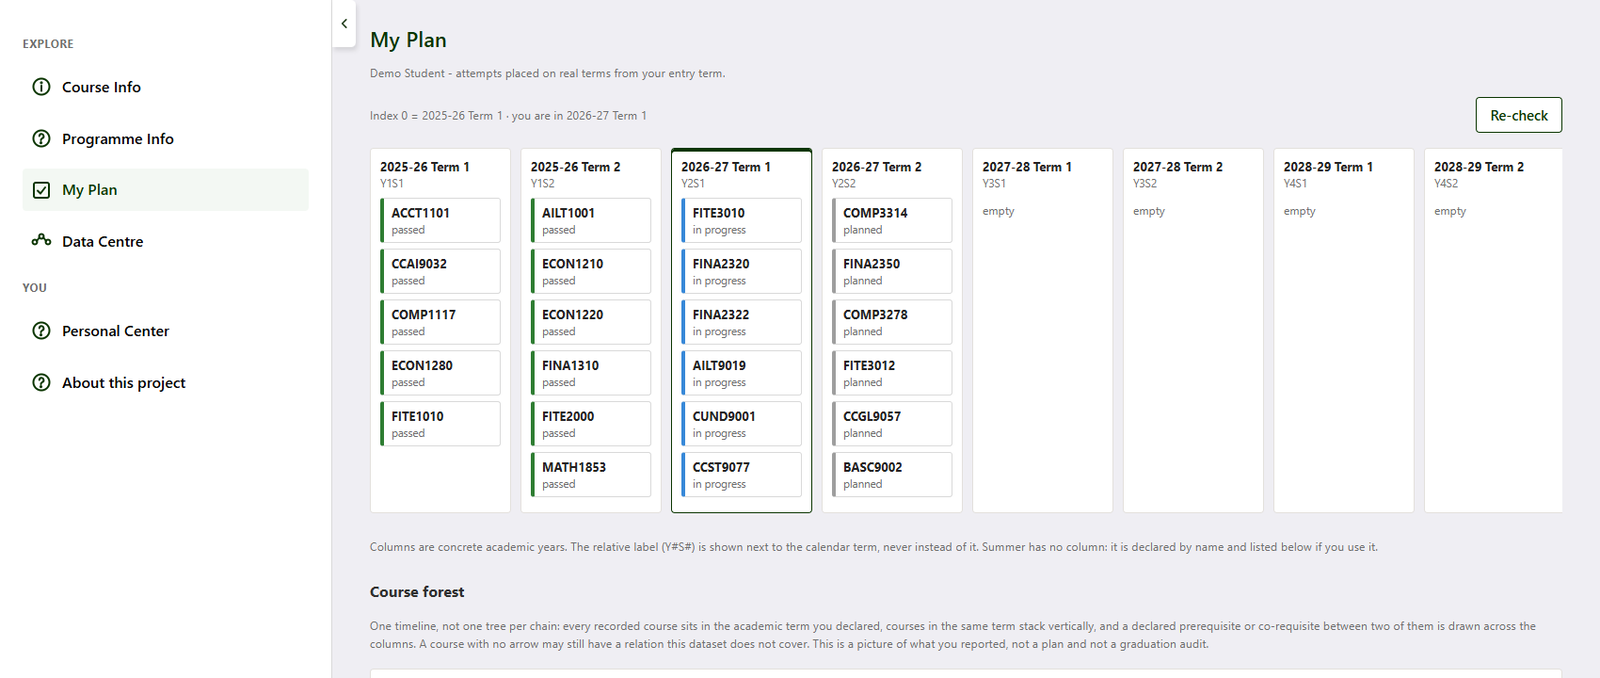 EXPLORE
Course Info
Programme Info
My Plan
Data Centre
YOU
Personal Center
About this project
My Plan
Demo Student - attempts placed on real terms from your entry term.
Index 0 = 2025-26 Term 1 · you are in 2026-27 Term 1
Re-check
2025-26 Term 1
Y1S1
ACCT1101
passed
CCAI9032
passed
COMP1117
passed
ECON1280
passed
FITE1010
passed
2025-26 Term 2
Y1S2
AILT1001
passed
ECON1210
passed
ECON1220
passed
FINA1310
passed
FITE2000
passed
MATH1853
passed
2026-27 Term 1
Y2S1
FITE3010
in progress
FINA2320
in progress
FINA2322
in progress
AILT9019
in progress
CUND9001
in progress
CCST9077
in progress
2026-27 Term 2
Y2S2
COMP3314
planned
FINA2350
planned
COMP3278
planned
FITE3012
planned
CCGL9057
planned
BASC9002
planned
2027-28 Term 1
Y3S1
empty
2027-28 Term 2
Y3S2
empty
2028-29 Term 1
Y4S1
empty
2028-29 Term 2
Y4S2
empty
Columns are concrete academic years. The relative label (Y#S#) is shown next to the calendar term, never instead of it. Summer has no column: it is declared by name and listed below if you use it.
Course forest
One timeline, not one tree per chain: every recorded course sits in the academic term you declared, courses in the same term stack vertically, and a declared prerequisite or co-requisite between two of them is drawn across the
columns. A course with no arrow may still have a relation this dataset does not cover. This is a picture of what you reported, not a plan and not a graduation audit.